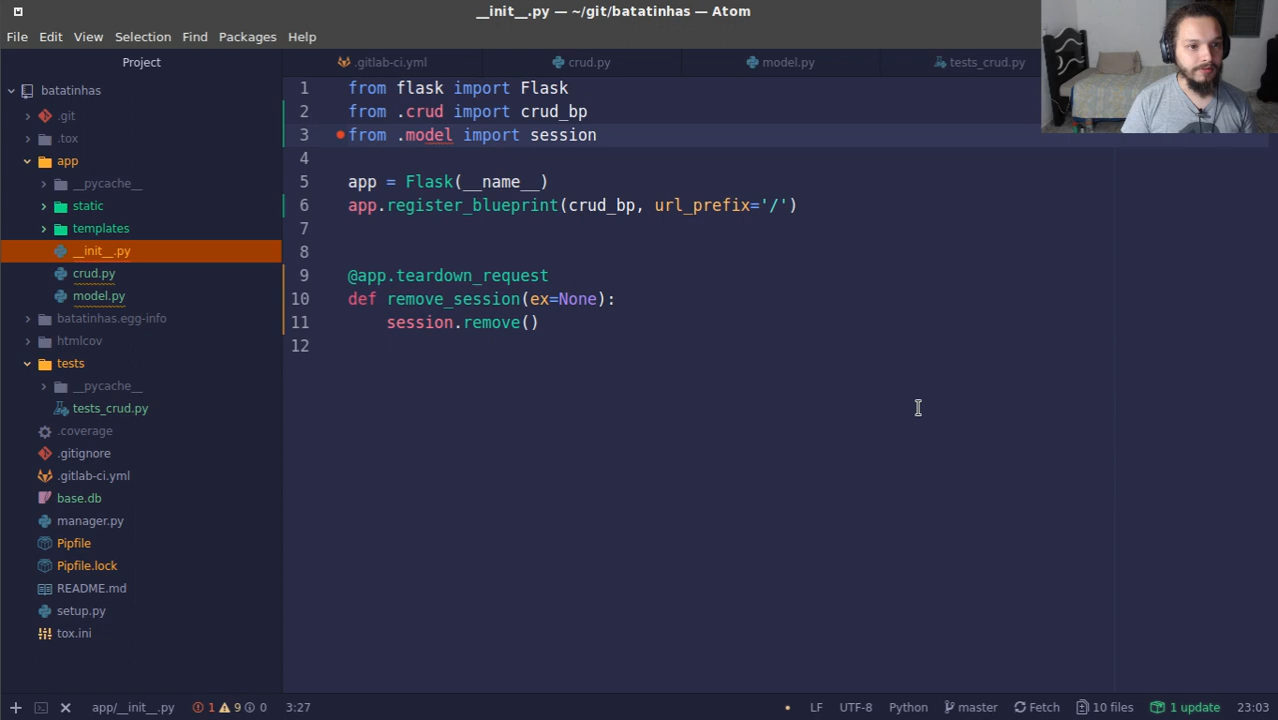 __init__.py — ~/git/batatinhas — Atom
File Edit View Selection Find Packages Help
Project
.gitlab-ci.yml crud.py model.py tests_crud.py
batatinhas
.git
.tox
app
__pycache__
static
templates
__init__.py
crud.py
model.py
batatinhas.egg-info
htmlcov
tests
__pycache__
tests_crud.py
.coverage
.gitignore
.gitlab-ci.yml
base.db
manager.py
Pipfile
Pipfile.lock
README.md
setup.py
tox.ini
1 from flask import Flask
2 from .crud import crud_bp
3 from .model import session
4
5 app = Flask(__name__)
6 app.register_blueprint(crud_bp, url_prefix='/')
7
8
9 @app.teardown_request
10 def remove_session(ex=None):
11     session.remove()
12
app/__init__.py 1 9 0 3:27 LF UTF-8 Python master Fetch 10 files 1 update 23:03